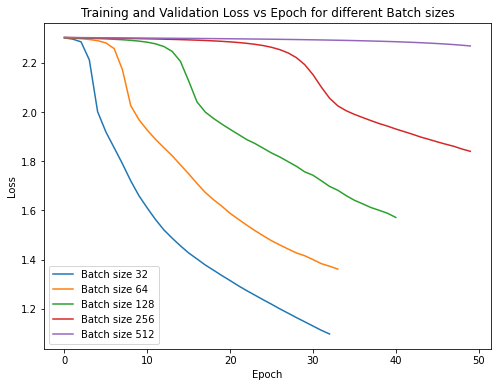 Training and Validation Loss vs Epoch for different Batch sizes
Loss
2.2
2.0
1.8
1.6
1.4
1.2
Batch size 32
Batch size 64
Batch size 128
Batch size 256
Batch size 512
0
10
20
30
40
50
Epoch